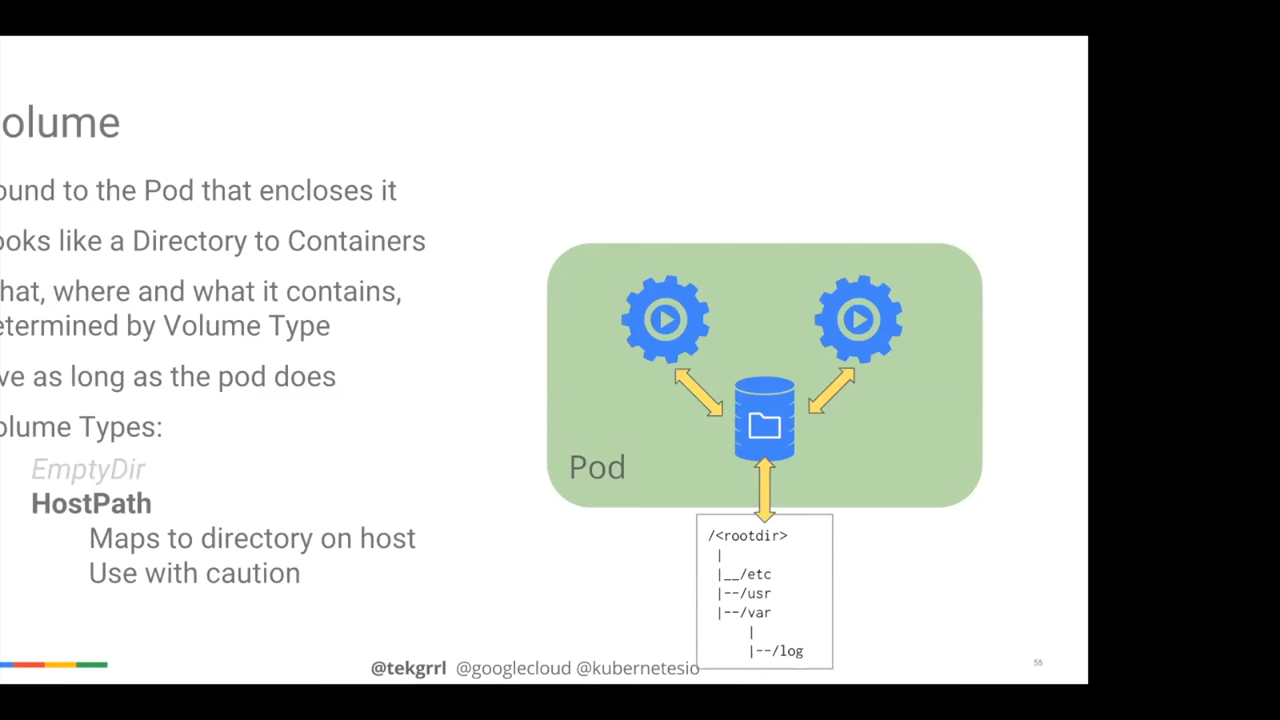 olume
ound to the Pod that encloses it
ooks like a Directory to Containers
hat, where and what it contains,
etermined by Volume Type
ve as long as the pod does
olume Types:
EmptyDir
HostPath
Maps to directory on host
Use with caution
Pod
/<rootdir>
|
|__/etc
|--/usr
|--/var
|
|--/log
@tekgrrl @googlecloud @kubernetesio
55